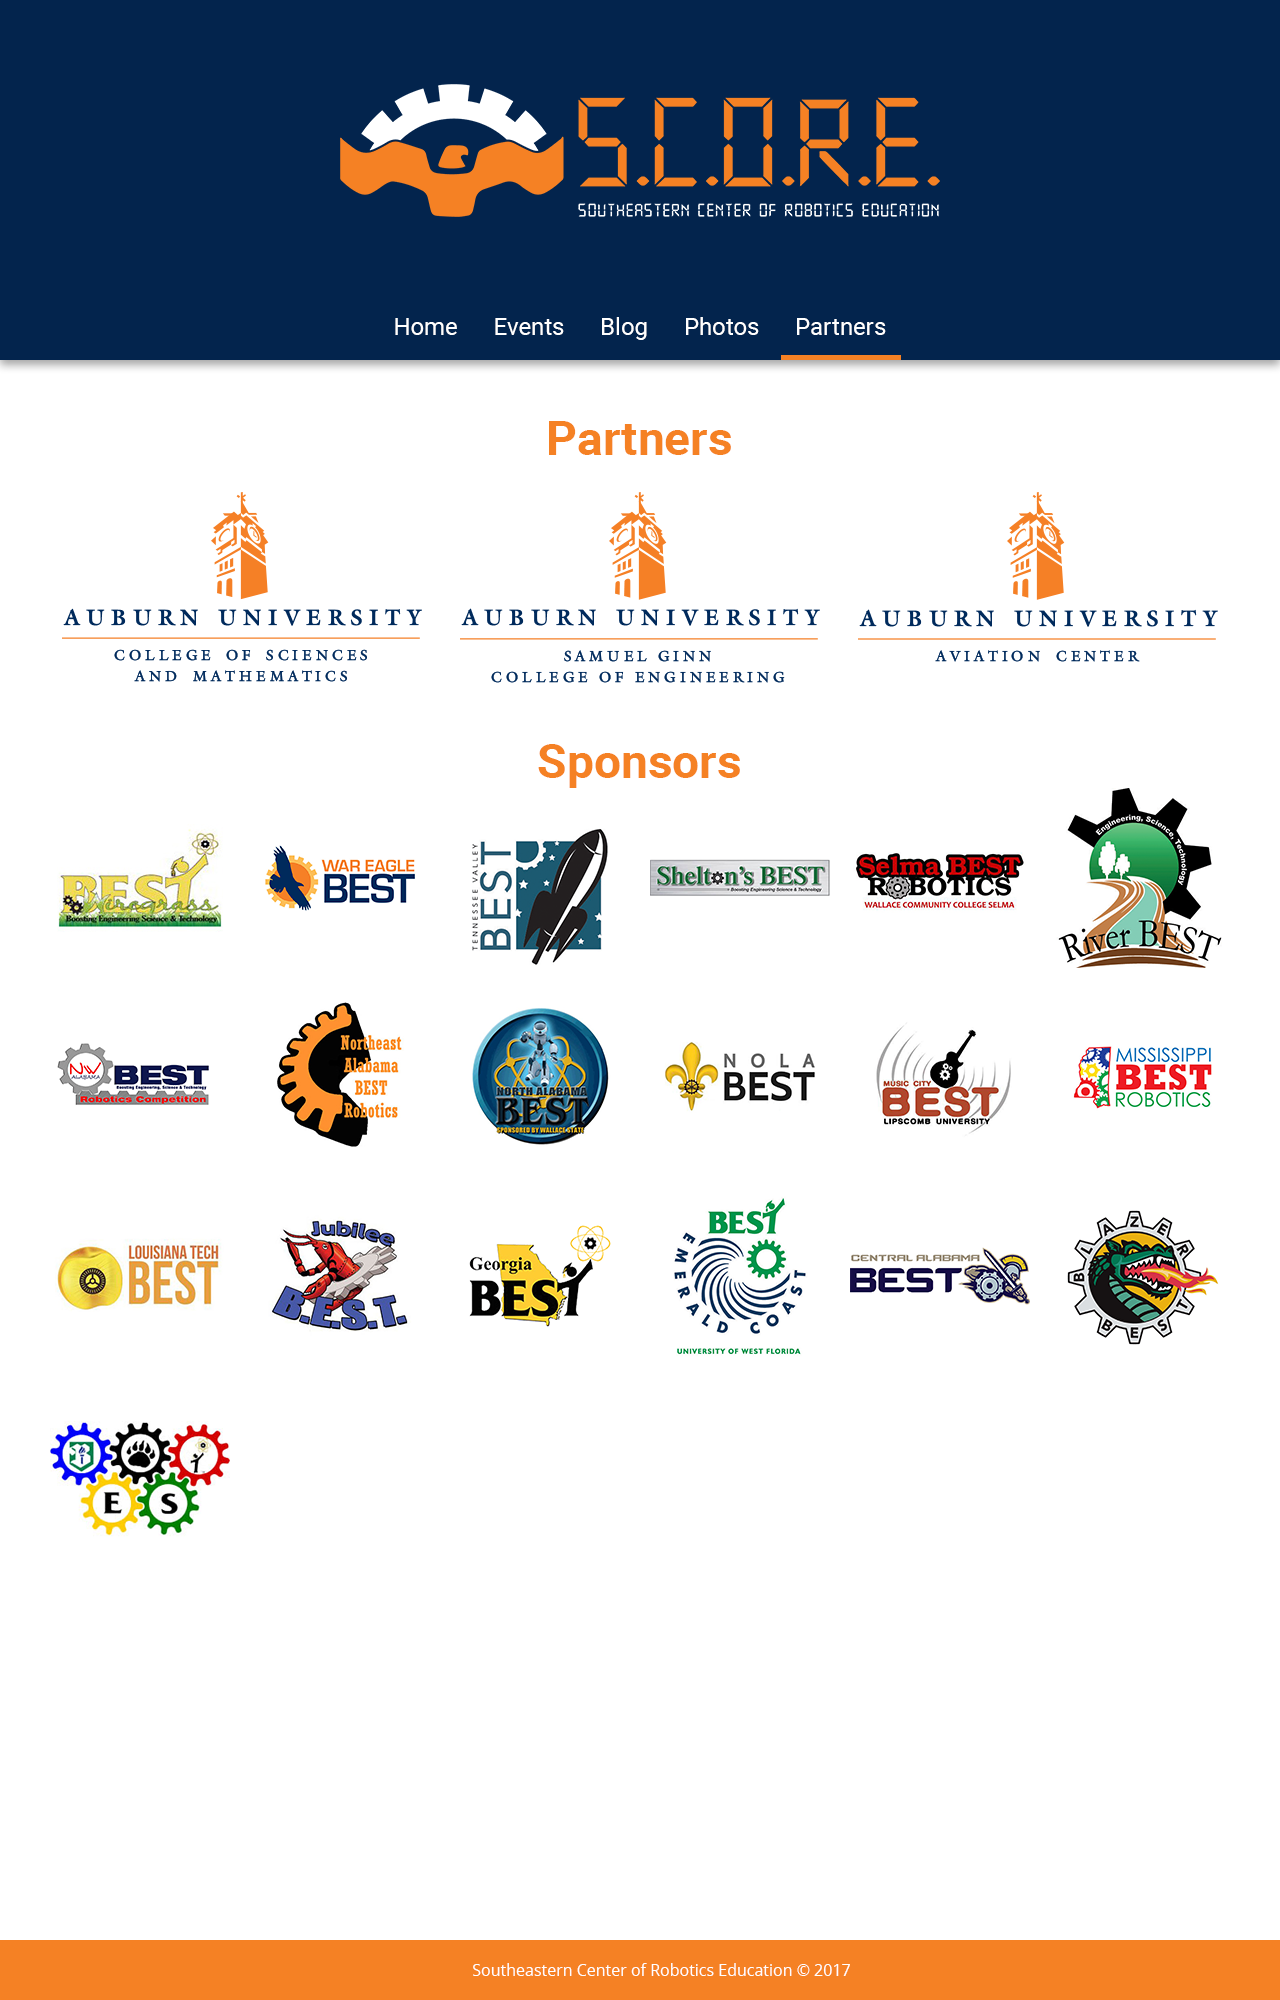 S.C.O.R.E.
SOUTHEASTERN CENTER OF ROBOTICS EDUCATION
Home Events Blog Photos Partners
Partners
AUBURN UNIVERSITY
COLLEGE OF SCIENCES
AND MATHEMATICS
AUBURN UNIVERSITY
SAMUEL GINN
COLLEGE OF ENGINEERING
AUBURN UNIVERSITY
AVIATION CENTER
Sponsors
BEST
Wiregrass
Boosting Engineering Science & Technology
WAR EAGLE
BEST
TENNESSEE VALLEY
BEST
Shelton's BEST
Boosting Engineering Science & Technology
Selma BEST
ROBOTICS
WALLACE COMMUNITY COLLEGE SELMA
Engineering, Science, Technology
River BEST
NW
ALABAMA
BEST
Boosting Engineering, Science & Technology
Robotics Competition
Northeast
Alabama
BEST
Robotics
NORTH ALABAMA
BEST
SPONSORED BY WALLACE STATE
NOLA
BEST
MUSIC CITY
BEST
LIPSCOMB UNIVERSITY
MISSISSIPPI
BEST
ROBOTICS
LOUISIANA TECH
BEST
Jubilee
B.E.S.T.
Georgia
BEST
BEST
EMERALD COAST
UNIVERSITY OF WEST FLORIDA
CENTRAL ALABAMA
BEST
BLAZER
BEST
E S
Southeastern Center of Robotics Education © 2017